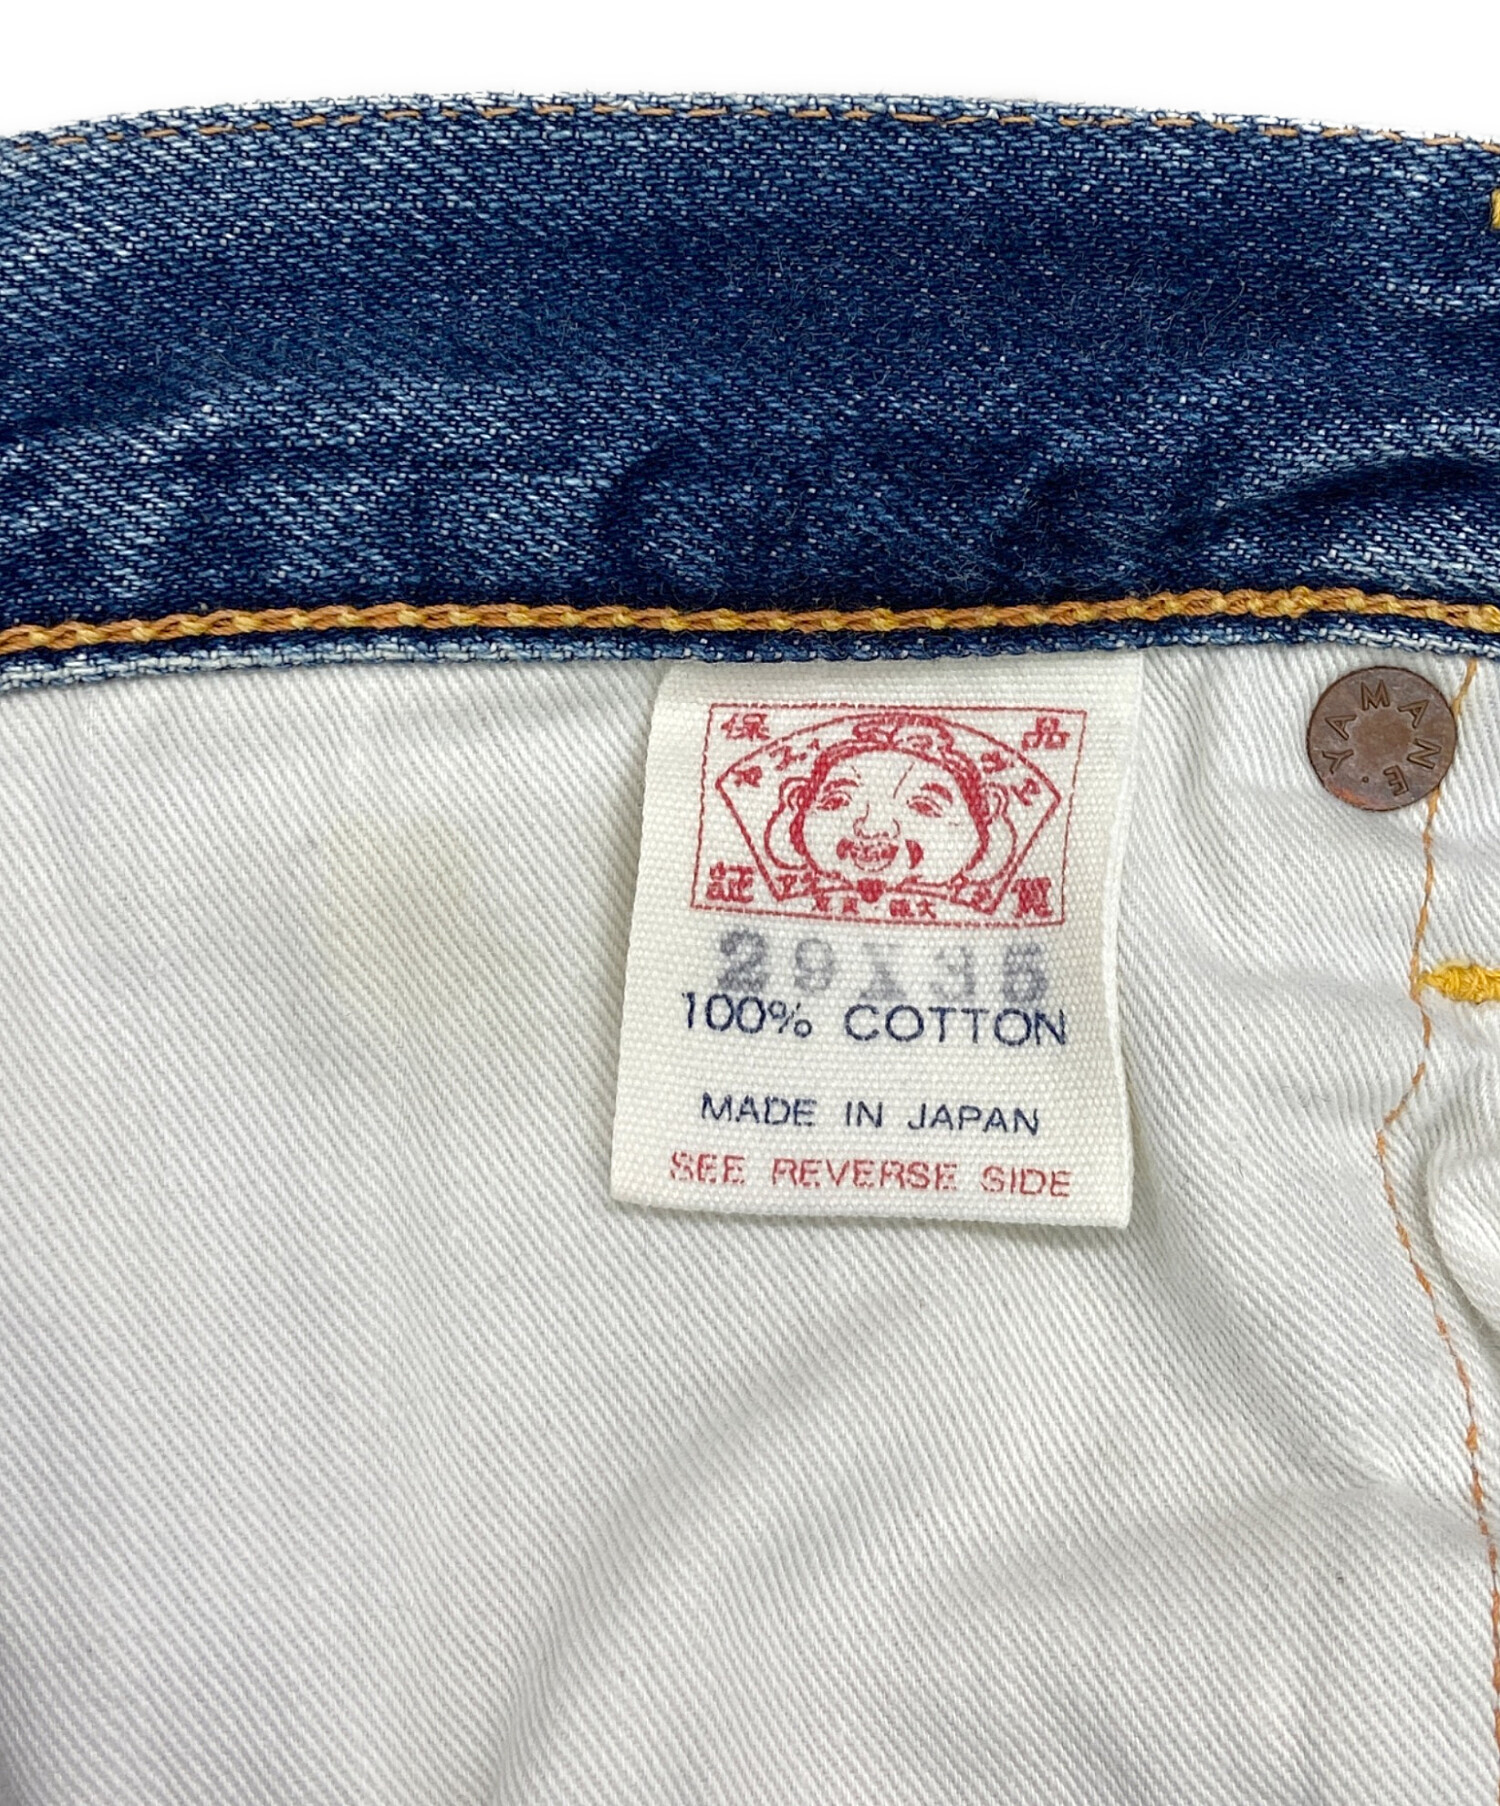 保 品
証 質
29X35
100% COTTON
MADE IN JAPAN
SEE REVERSE SIDE
YAMANE·